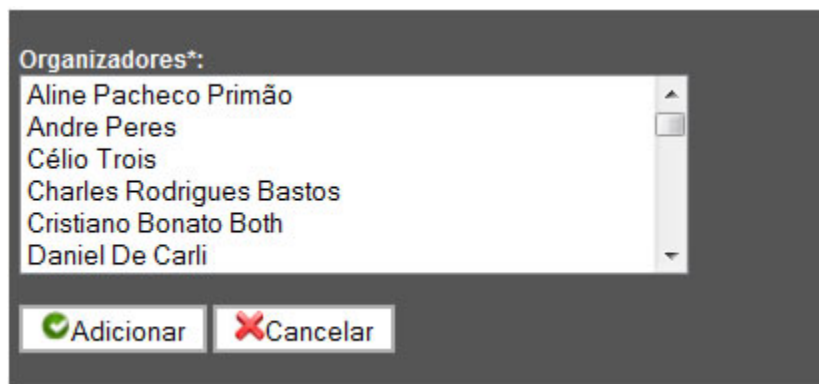 Organizadores*:
Aline Pacheco Primão
Andre Peres
Célio Trois
Charles Rodrigues Bastos
Cristiano Bonato Both
Daniel De Carli
Adicionar Cancelar